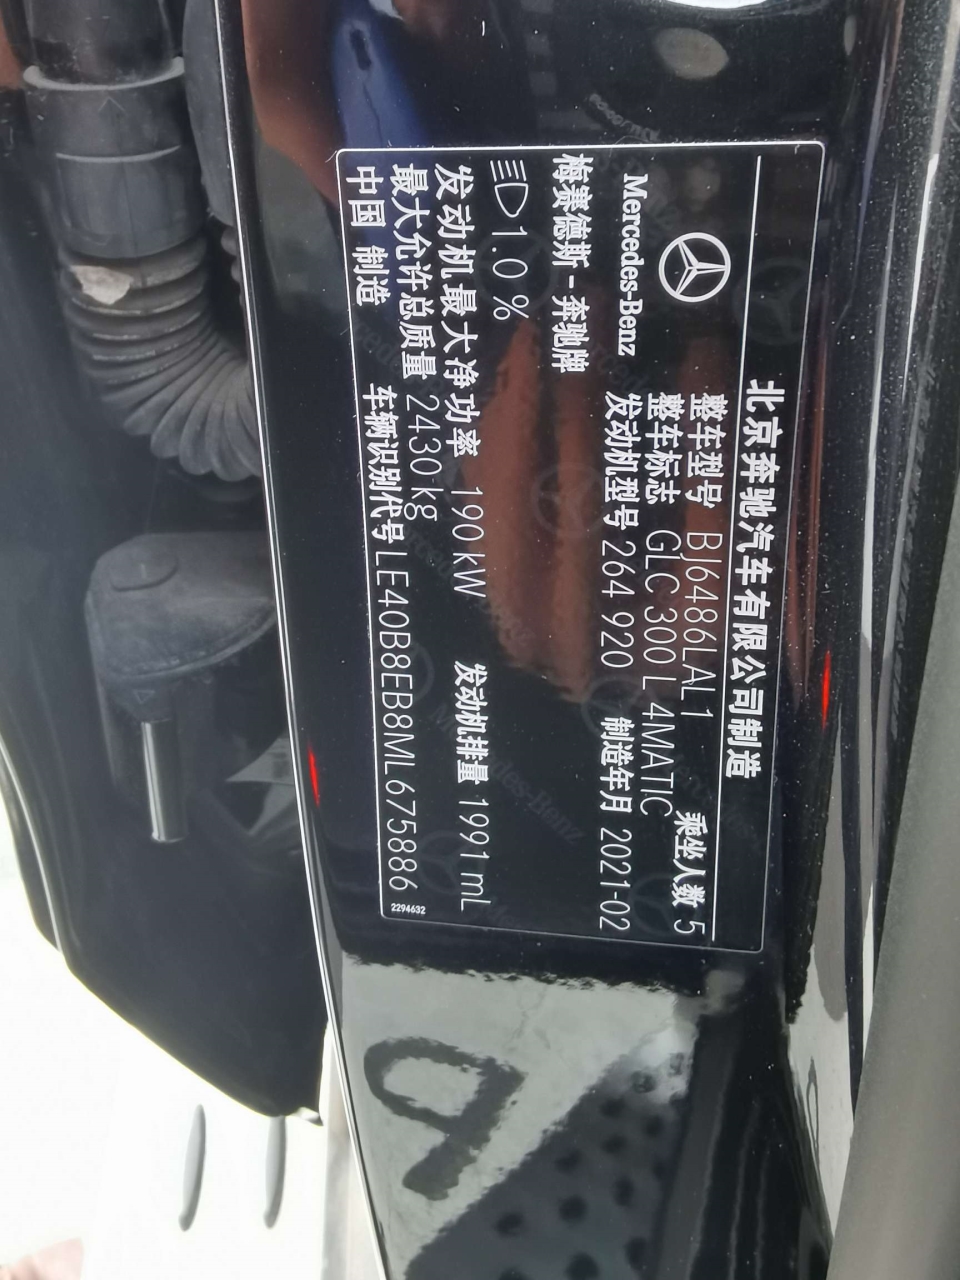 北京奔驰汽车有限公司制造
Mercedes-Benz
整车型号 BJ6486LAL1 乘坐人数 5
整车标志 GLC 300 L 4MATIC
发动机型号 264 920 制造年月 2021-02
梅赛德斯-奔驰牌
1.0 %
发动机最大净功率 190 kW 发动机排量 1991 mL
最大允许总质量 2430 kg
中国 制造 车辆识别代号 LE40B8EB8ML675886
2294632